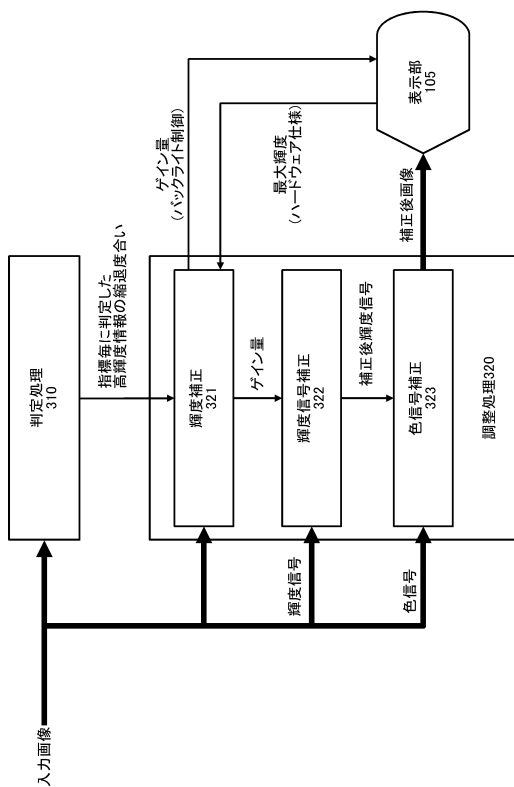 入力画像
判定処理
310
指標毎に判定した
高輝度情報の縮退度合い
輝度補正
321
ゲイン量
輝度信号
輝度信号補正
322
補正後輝度信号
色信号
色信号補正
323
調整処理320
ゲイン量
(バックライト制御)
最大輝度
(ハードウェア仕様)
補正後画像
表示部
105